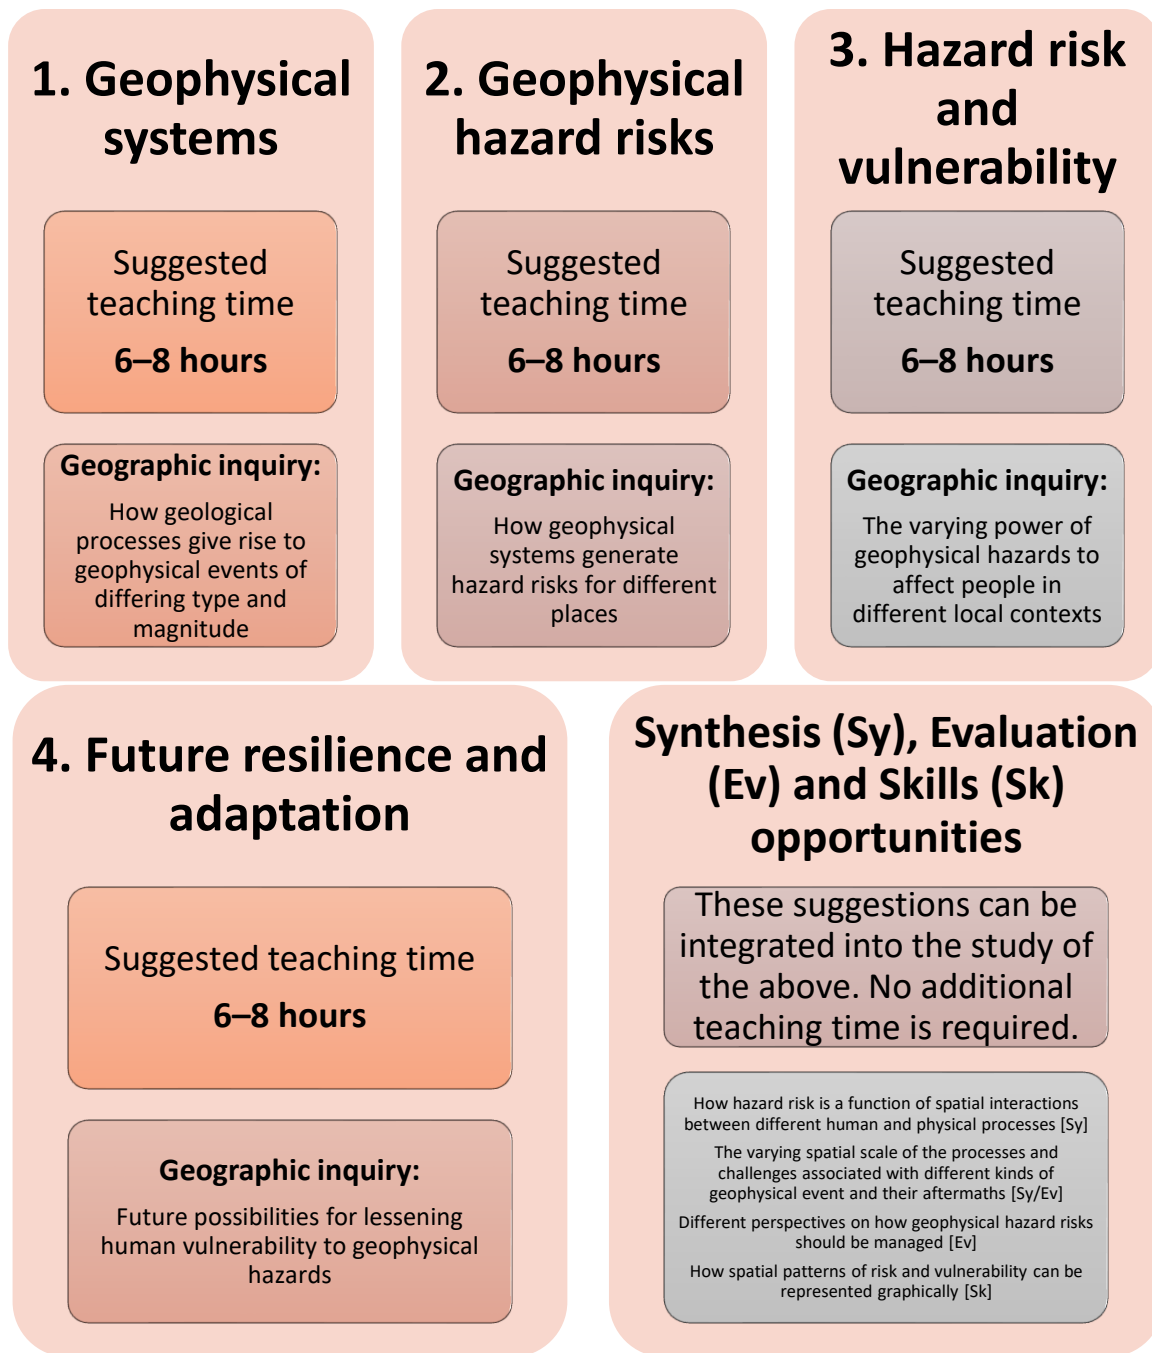 1. Geophysical
systems
Suggested
teaching time
6–8 hours
Geographic inquiry:
How geological
processes give rise to
geophysical events of
differing type and
magnitude
2. Geophysical
hazard risks
Suggested
teaching time
6–8 hours
Geographic inquiry:
How geophysical
systems generate
hazard risks for different
places
3. Hazard risk
and
vulnerability
Suggested
teaching time
6–8 hours
Geographic inquiry:
The varying power of
geophysical hazards to
affect people in
different local contexts
4. Future resilience and
adaptation
Suggested teaching time
6–8 hours
Geographic inquiry:
Future possibilities for lessening
human vulnerability to geophysical
hazards
Synthesis (Sy), Evaluation
(Ev) and Skills (Sk)
opportunities
These suggestions can be
integrated into the study of
the above. No additional
teaching time is required.
How hazard risk is a function of spatial interactions
between different human and physical processes [Sy]
The varying spatial scale of the processes and
challenges associated with different kinds of
geophysical event and their aftermaths [Sy/Ev]
Different perspectives on how geophysical hazard risks
should be managed [Ev]
How spatial patterns of risk and vulnerability can be
represented graphically [Sk]